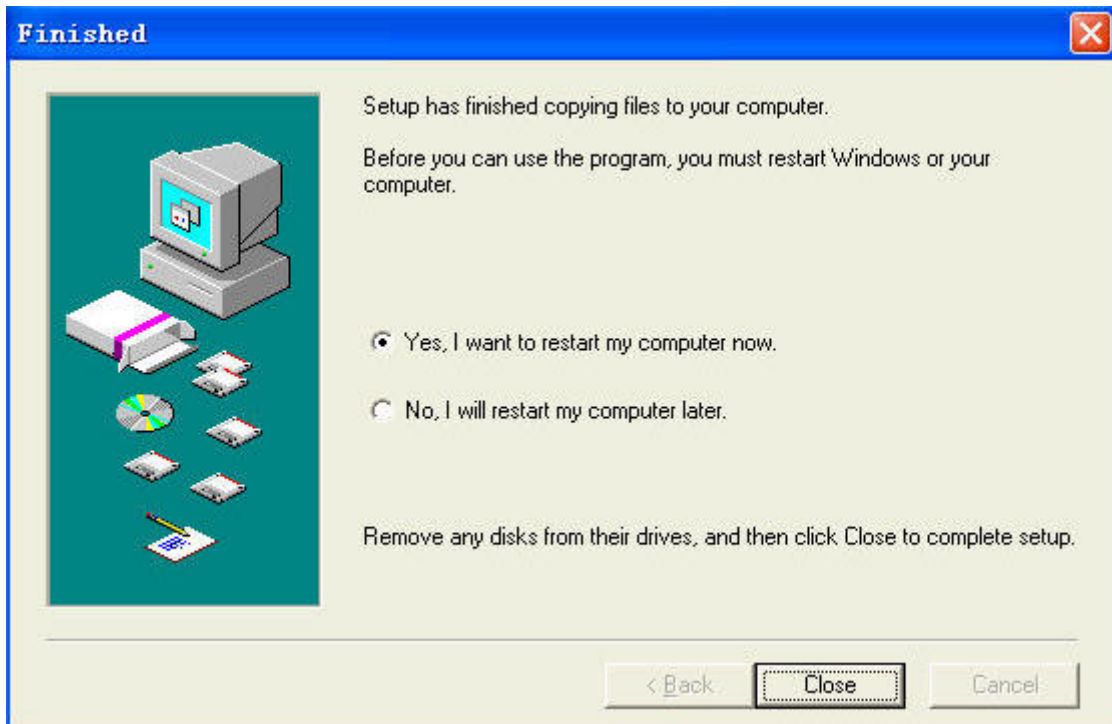 Finished
Setup has finished copying files to your computer.
Before you can use the program, you must restart Windows or your
computer.
Yes, I want to restart my computer now.
No, I will restart my computer later.
Remove any disks from their drives, and then click Close to complete setup.
< Back
Close
Cancel